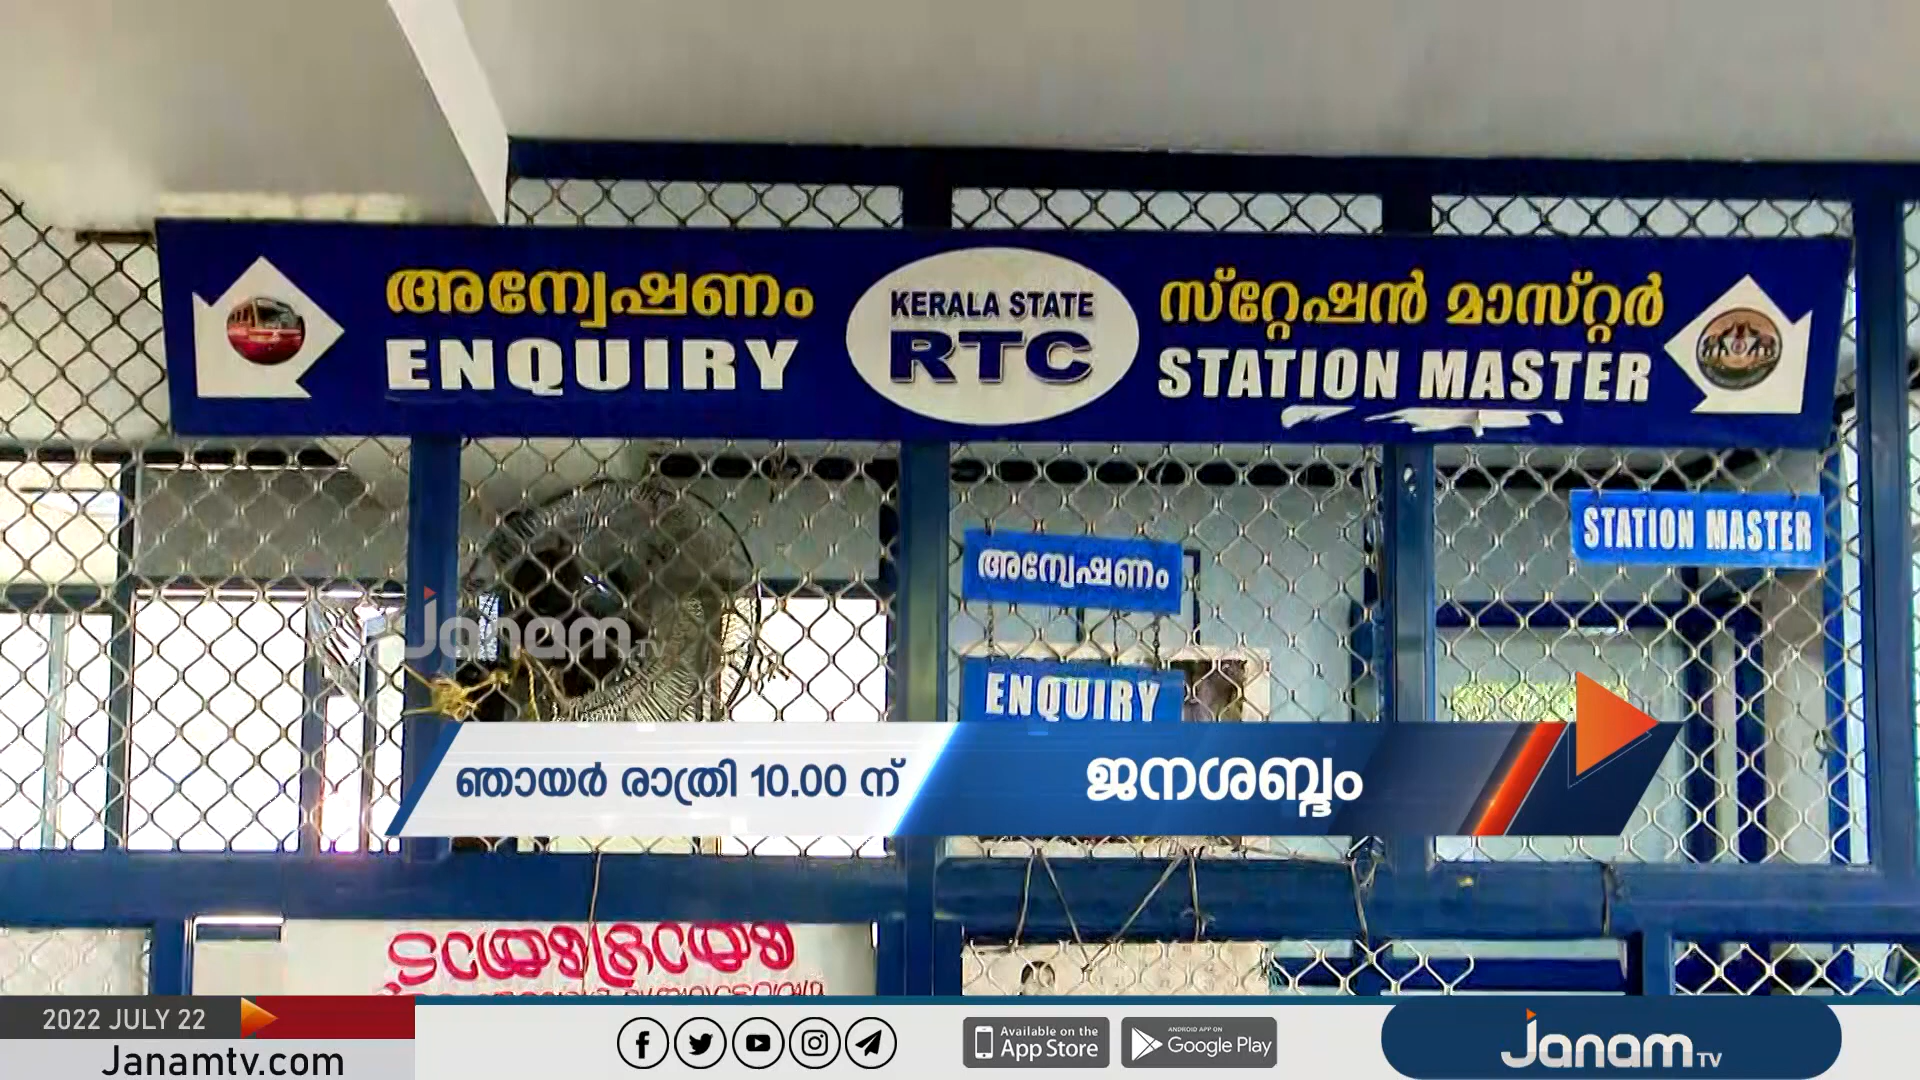 അന്വേഷണം
ENQUIRY
KERALA STATE
RTC
സ്റ്റേഷൻ മാസ്റ്റർ
STATION MASTER
STATION MASTER
അന്വേഷണം
ENQUIRY
Janam TV
ഞായർ രാത്രി 10.00 ന്
ജനശബ്ദം
2022 JULY 22
Janamtv.com
Available on the
App Store
ANDROID APP ON
Google Play
Janam TV